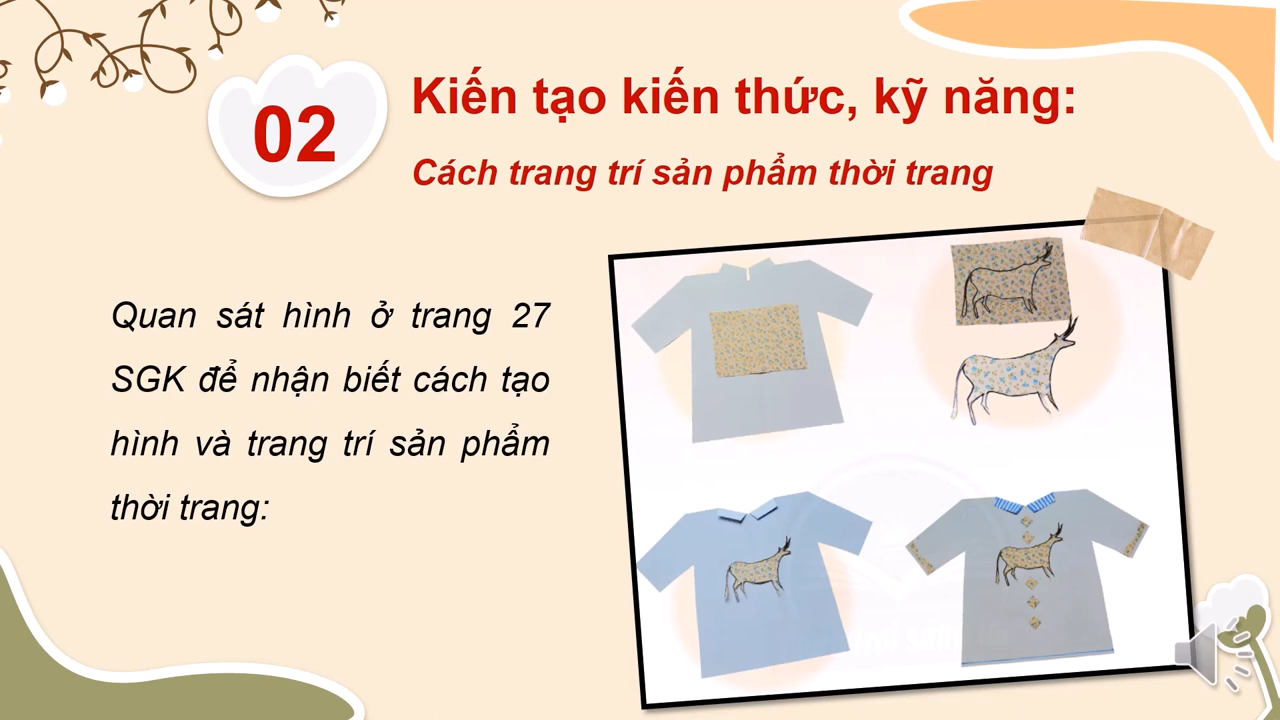 02
Kiến tạo kiến thức, kỹ năng:
Cách trang trí sản phẩm thời trang
Quan sát hình ở trang 27
SGK để nhận biết cách tạo
hình và trang trí sản phẩm
thời trang: